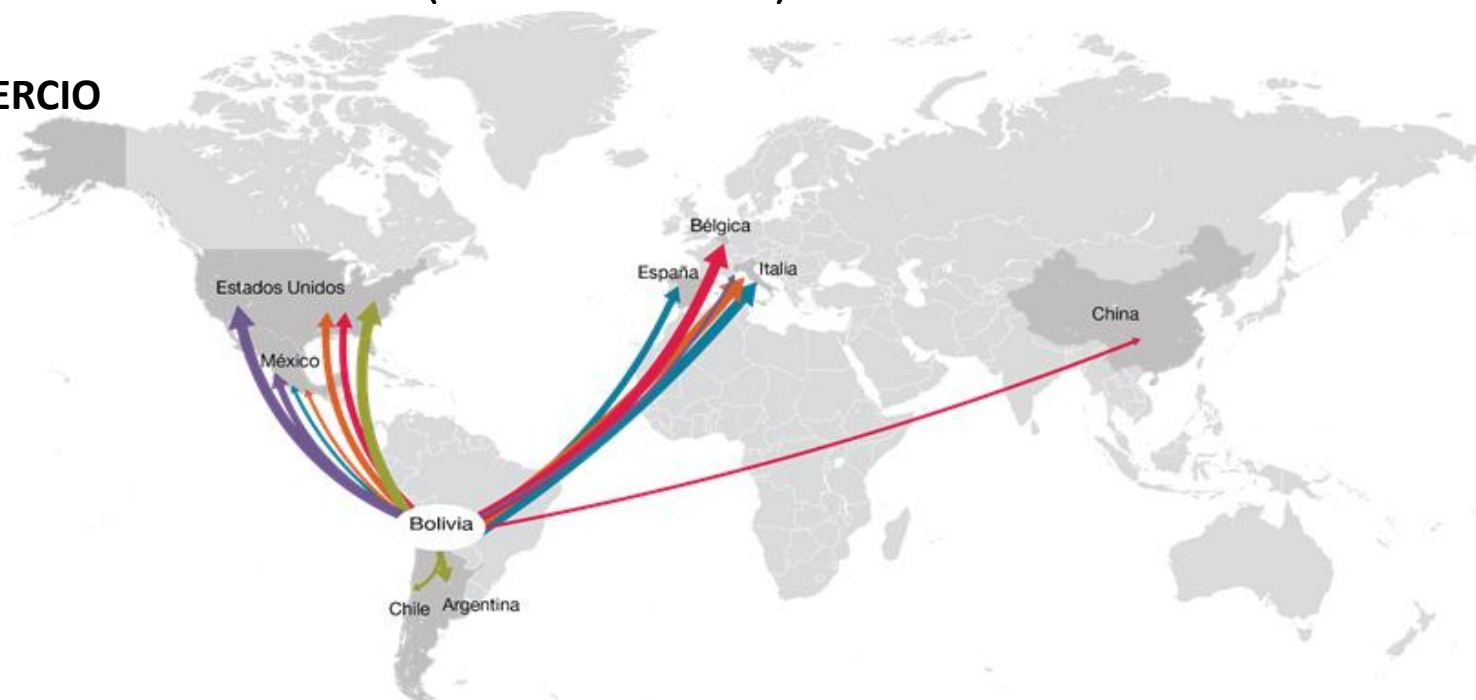 ERCIO
Bélgica
España
Italia
Estados Unidos
China
México
Bolivia
Chile
Argentina